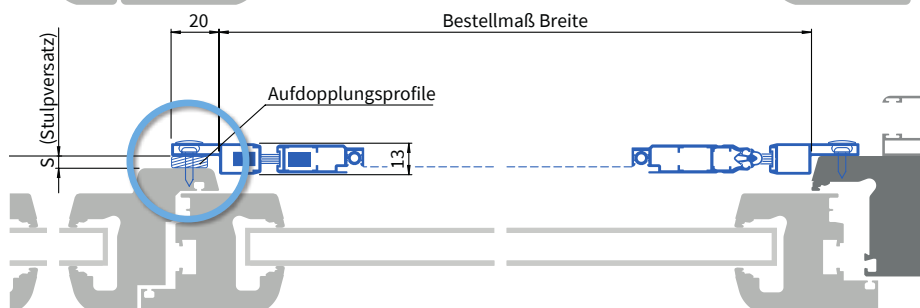 20
Bestellmaß Breite
S (Stulpversatz)
Aufdopplungsprofile
13